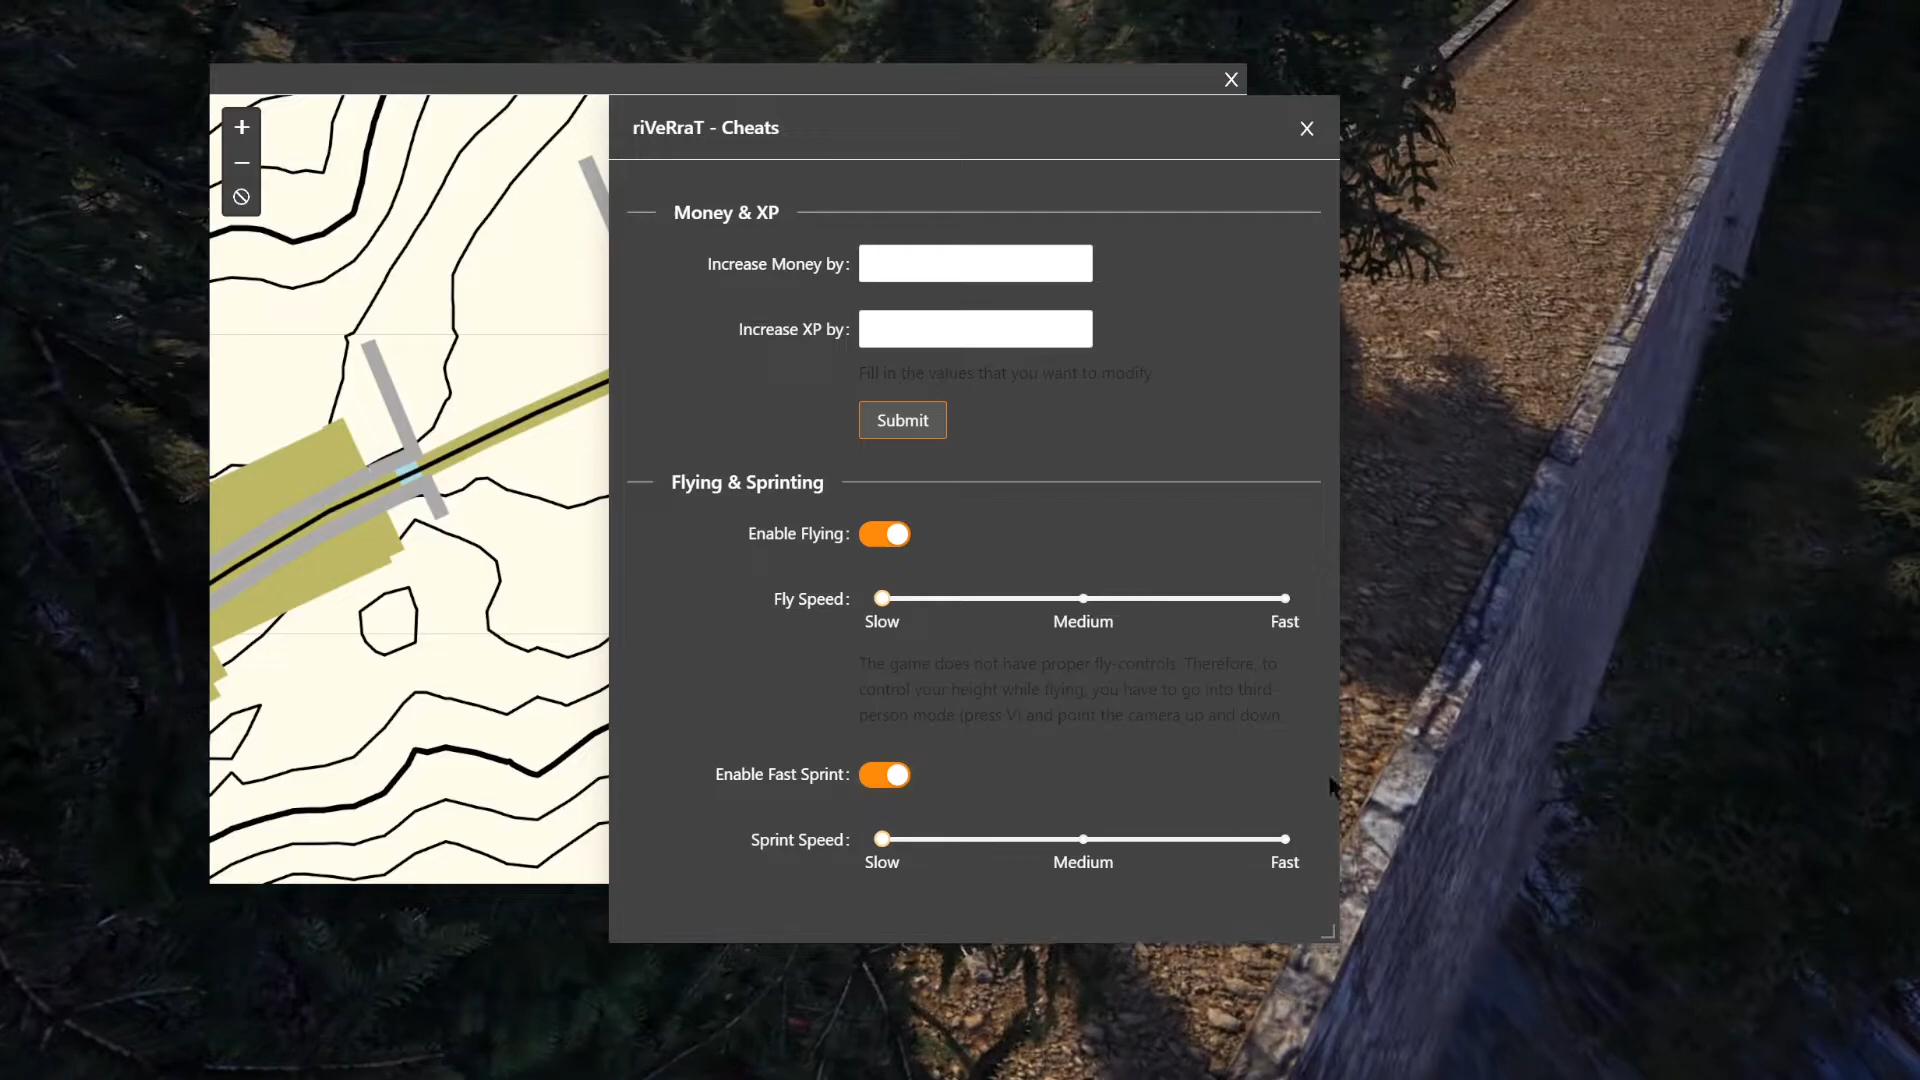 X
riVeRraT - Cheats
X
Money & XP
Increase Money by:
Increase XP by:
Fill in the values that you want to modify
Submit
Flying & Sprinting
Enable Flying:
Fly Speed:
Slow Medium Fast
The game does not have proper fly-controls. Therefore, to
control your height while flying, you have to go into third-
person mode (press V) and point the camera up and down.
Enable Fast Sprint:
Sprint Speed:
Slow Medium Fast